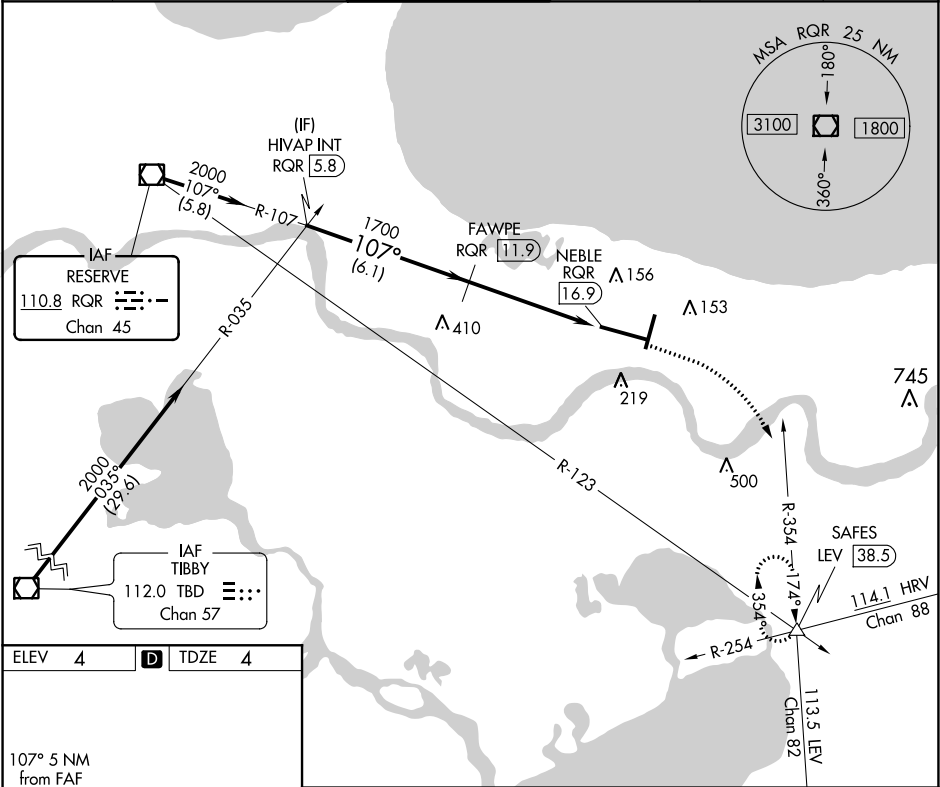 MSA RQR 25 NM
180°
3100
1800
360°
(IF)
HIVAP INT
RQR 5.8
2000
107°
(5.8)
R-107
1700
107°
(6.1)
FAWPE
RQR 11.9
NEBLE
RQR
16.9
156
153
410
219
745
500
IAF
RESERVE
110.8 RQR
Chan 45
R-035
2000
035°
(29.6)
R-123
R-354
SAFES
LEV 38.5
174°
354°
114.1 HRV
Chan 88
R-254
113.5 LEV
Chan 82
IAF
TIBBY
112.0 TBD
Chan 57
ELEV 4 D TDZE 4
107° 5 NM
from FAF